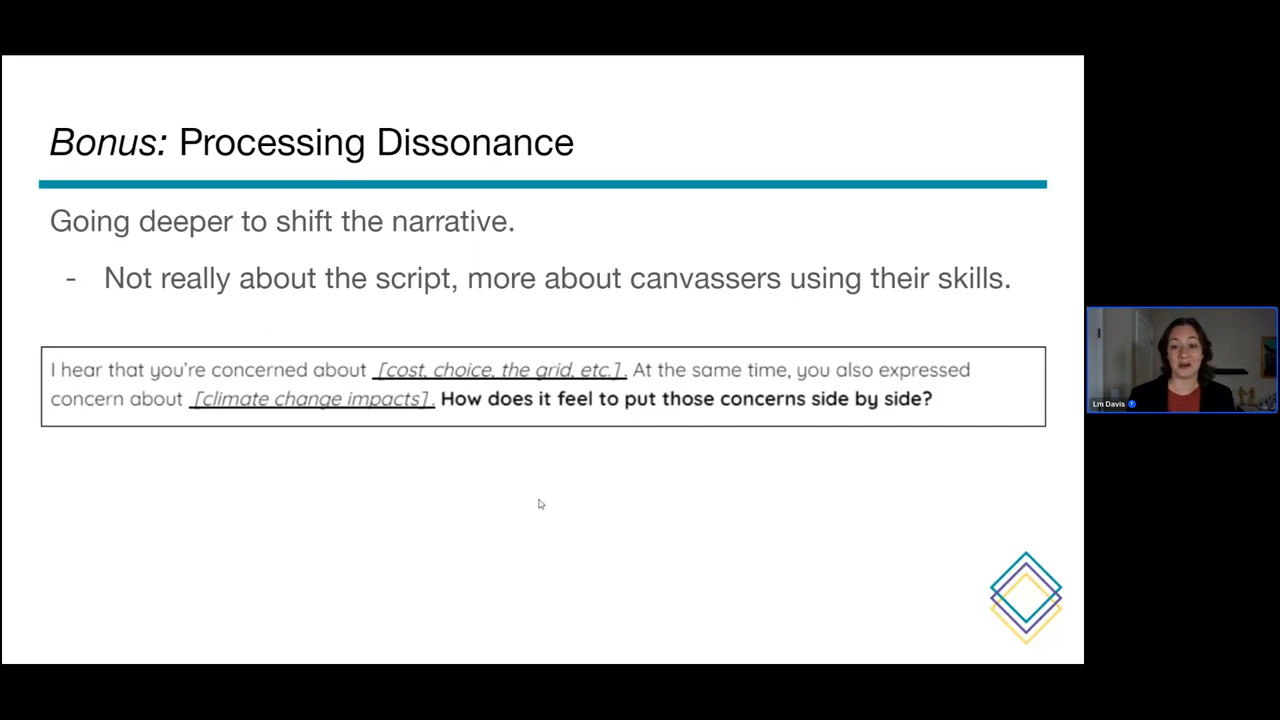 Bonus: Processing Dissonance
Going deeper to shift the narrative.
- Not really about the script, more about canvassers using their skills.
I hear that you're concerned about [cost, choice, the grid, etc.]. At the same time, you also expressed
concern about [climate change impacts]. How does it feel to put those concerns side by side?
Lm Davis